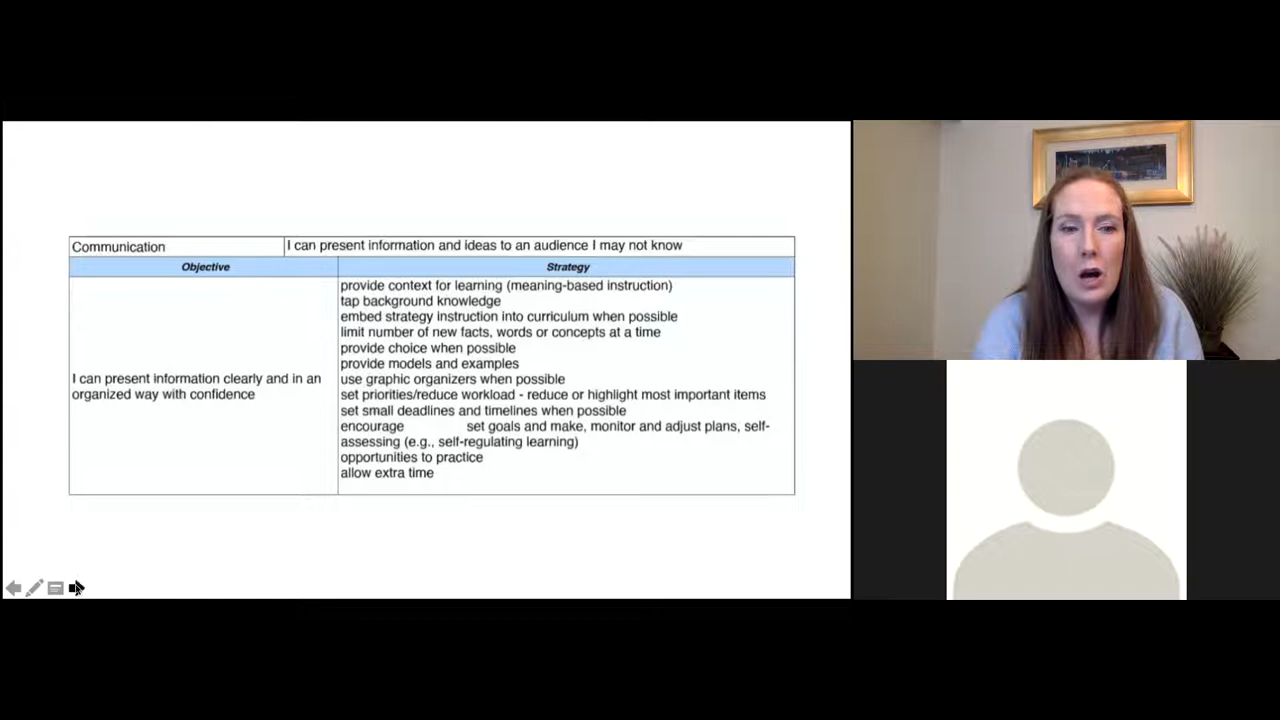 Communication
I can present information and ideas to an audience I may not know
Objective
Strategy
I can present information clearly and in an
organized way with confidence
provide context for learning (meaning-based instruction)
tap background knowledge
embed strategy instruction into curriculum when possible
limit number of new facts, words or concepts at a time
provide choice when possible
provide models and examples
use graphic organizers when possible
set priorities/reduce workload - reduce or highlight most important items
set small deadlines and timelines when possible
encourage set goals and make, monitor and adjust plans, self-
assessing (e.g., self-regulating learning)
opportunities to practice
allow extra time